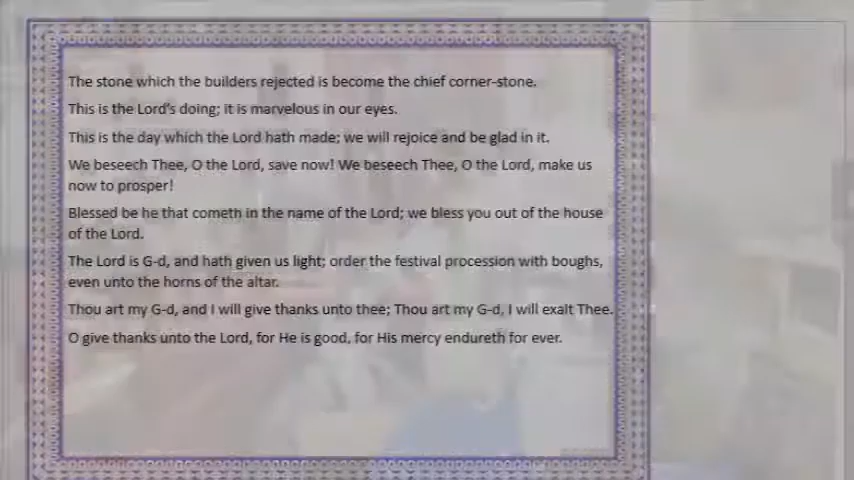 The stone which the builders rejected is become the chief corner-stone.
This is the Lord's doing; it is marvelous in our eyes.
This is the day which the Lord hath made; we will rejoice and be glad in it.
We beseech Thee, O the Lord, save now! We beseech Thee, O the Lord, make us
now to prosper!
Blessed be he that cometh in the name of the Lord; we bless you out of the house
of the Lord.
The Lord is G-d, and hath given us light; order the festival procession with boughs,
even unto the horns of the altar.
Thou art my G-d, and I will give thanks unto thee; Thou art my G-d, I will exalt Thee.
O give thanks unto the Lord, for He is good, for His mercy endureth for ever.